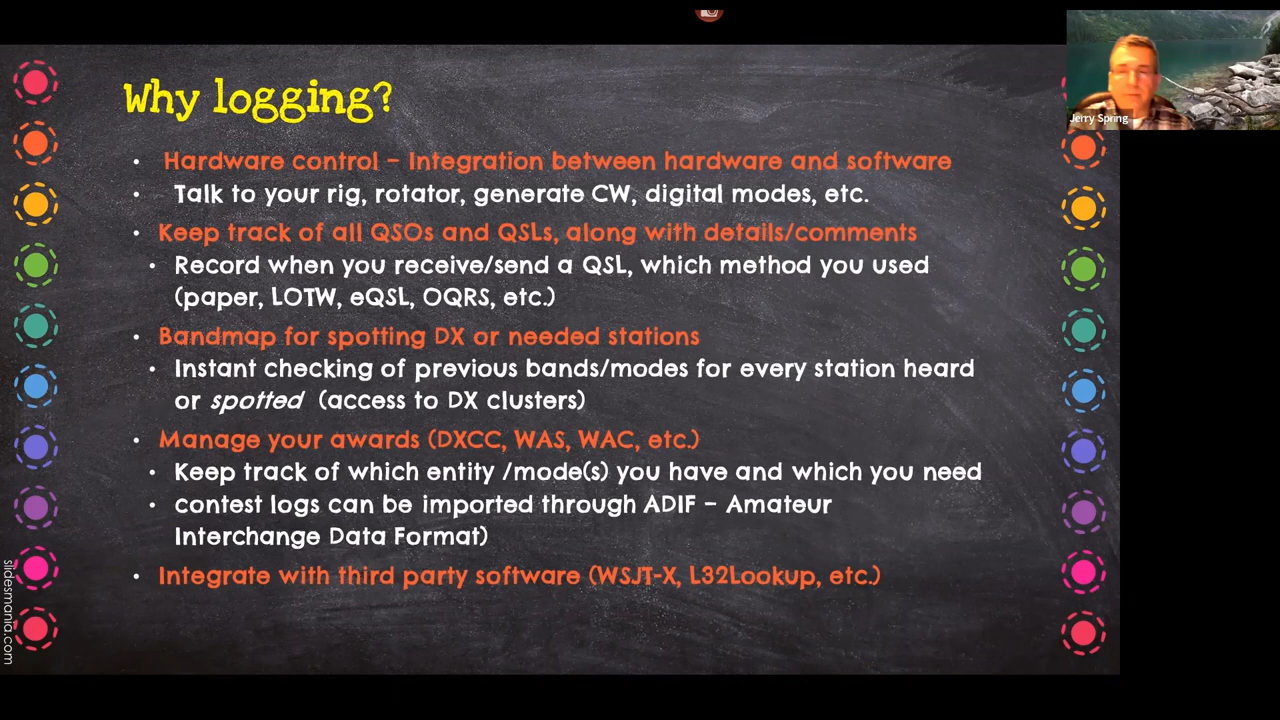 Why logging?
Jerry Spring
• Hardware control – Integration between hardware and software
• Talk to your rig, rotator, generate CW, digital modes, etc.
• Keep track of all QSOs and QSLs, along with details/comments
• Record when you receive/send a QSL, which method you used
(paper, LOTW, eQSL, OQRS, etc.)
• Bandmap for spotting DX or needed stations
• Instant checking of previous bands/modes for every station heard
or spotted (access to DX clusters)
• Manage your awards (DXCC, WAS, WAC, etc.)
• Keep track of which entity /mode(s) you have and which you need
• contest logs can be imported through ADIF – Amateur
Interchange Data Format)
• Integrate with third party software (WSJT-X, L32Lookup, etc.)
slidesmania.com